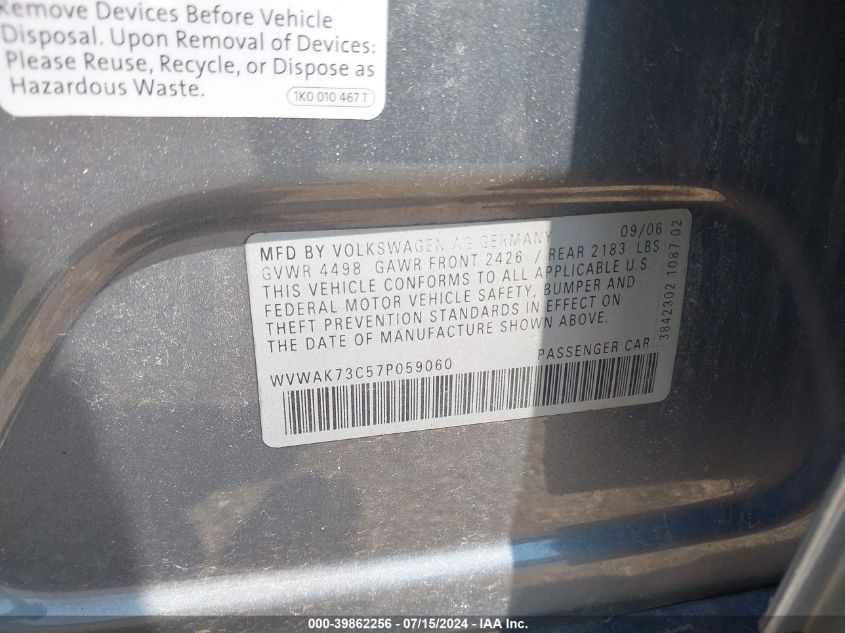 Remove Devices Before Vehicle
Disposal. Upon Removal of Devices:
Please Reuse, Recycle, or Dispose as
Hazardous Waste.
1K0 010 467 T
MFD BY VOLKSWAGEN AG GERMANY 09/06
GVWR 4498 GAWR FRONT 2426 / REAR 2183 LBS
THIS VEHICLE CONFORMS TO ALL APPLICABLE U.S.
FEDERAL MOTOR VEHICLE SAFETY, BUMPER AND
THEFT PREVENTION STANDARDS IN EFFECT ON
THE DATE OF MANUFACTURE SHOWN ABOVE.
WVWAK73C57P059060 PASSENGER CAR
3842302 1087 02
000-39862256 - 07/15/2024 - IAAI.com